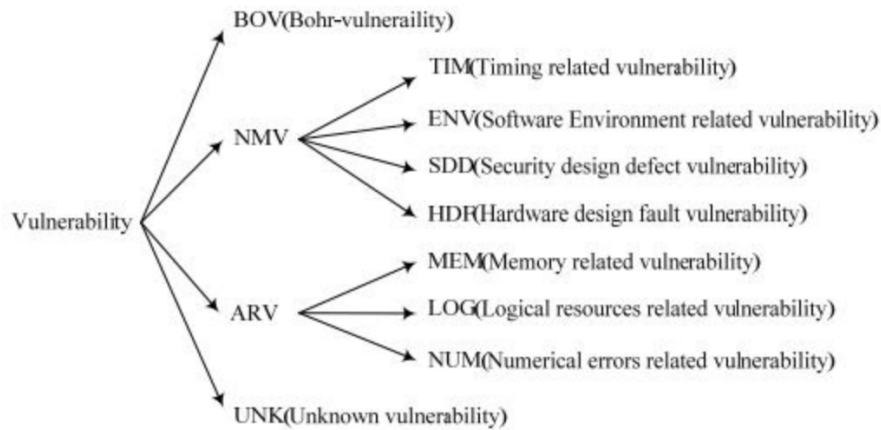 BOV(Bohr-vulneraility)
TIM(Timing related vulnerability)
ENV(Software Environment related vulnerability)
NMV
SDD(Security design defect vulnerability)
HDF(Hardware design fault vulnerability)
Vulnerability
MEM(Memory related vulnerability)
ARV
LOG(Logical resources related vulnerability)
NUM(Numerical errors related vulnerability)
UNK(Unknown vulnerability)